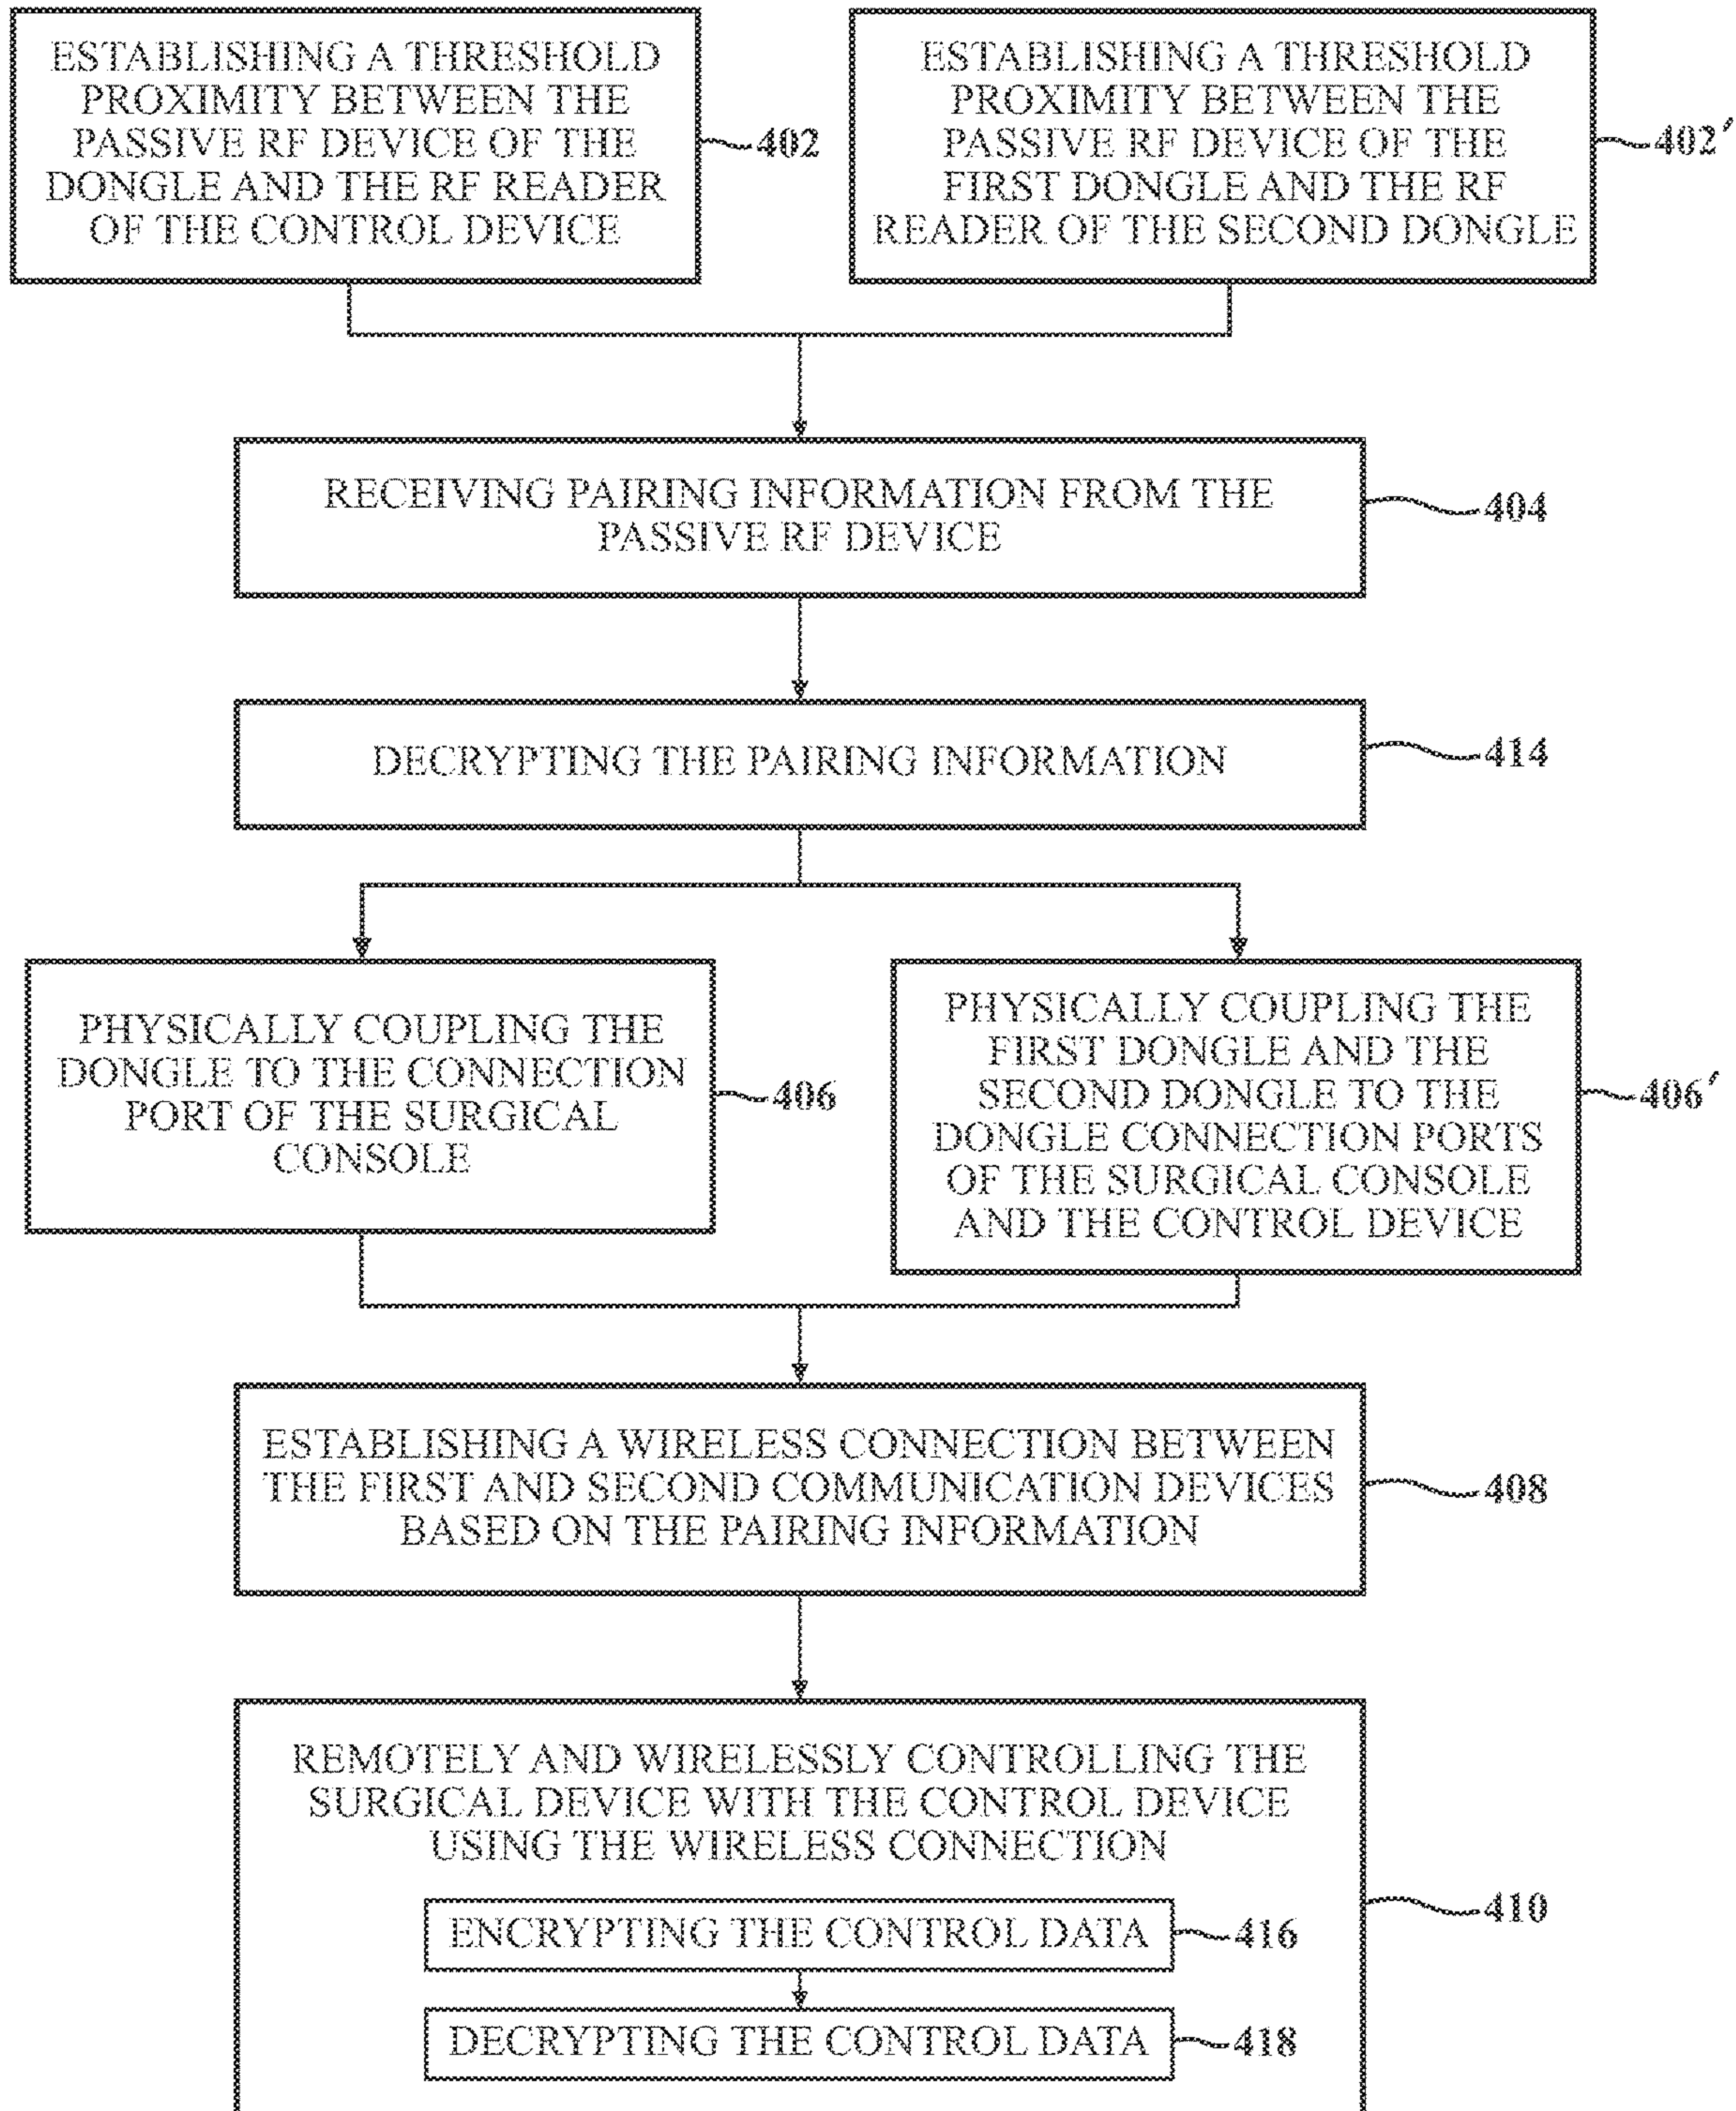 ESTABLISHING A THRESHOLD
PROXIMITY BETWEEN THE
PASSIVE RF DEVICE OF THE
DONGLE AND THE RF READER
OF THE CONTROL DEVICE
402
ESTABLISHING A THRESHOLD
PROXIMITY BETWEEN THE
PASSIVE RF DEVICE OF THE
FIRST DONGLE AND THE RF
READER OF THE SECOND DONGLE
402'
RECEIVING PAIRING INFORMATION FROM THE
PASSIVE RF DEVICE
404
DECRYPTING THE PAIRING INFORMATION
414
PHYSICALLY COUPLING THE
DONGLE TO THE CONNECTION
PORT OF THE SURGICAL
CONSOLE
406
PHYSICALLY COUPLING THE
FIRST DONGLE AND THE
SECOND DONGLE TO THE
DONGLE CONNECTION PORTS
OF THE SURGICAL CONSOLE
AND THE CONTROL DEVICE
406'
ESTABLISHING A WIRELESS CONNECTION BETWEEN
THE FIRST AND SECOND COMMUNICATION DEVICES
BASED ON THE PAIRING INFORMATION
408
REMOTELY AND WIRELESSLY CONTROLLING THE
SURGICAL DEVICE WITH THE CONTROL DEVICE
USING THE WIRELESS CONNECTION
410
ENCRYPTING THE CONTROL DATA
416
DECRYPTING THE CONTROL DATA
418